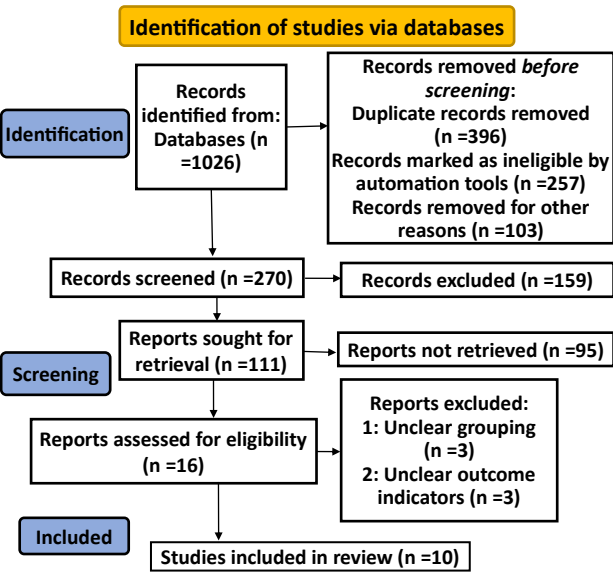 Identification of studies via databases
Identification
Records
identified from:
Databases (n
=1026)
Records removed before
screening:
Duplicate records removed
(n =396)
Records marked as ineligible by
automation tools (n =257)
Records removed for other
reasons (n =103)
Records screened (n =270)
Records excluded (n =159)
Screening
Reports sought for
retrieval (n =111)
Reports not retrieved (n =95)
Reports assessed for eligibility
(n =16)
Reports excluded:
1: Unclear grouping
(n =3)
2: Unclear outcome
indicators (n =3)
Included
Studies included in review (n =10)